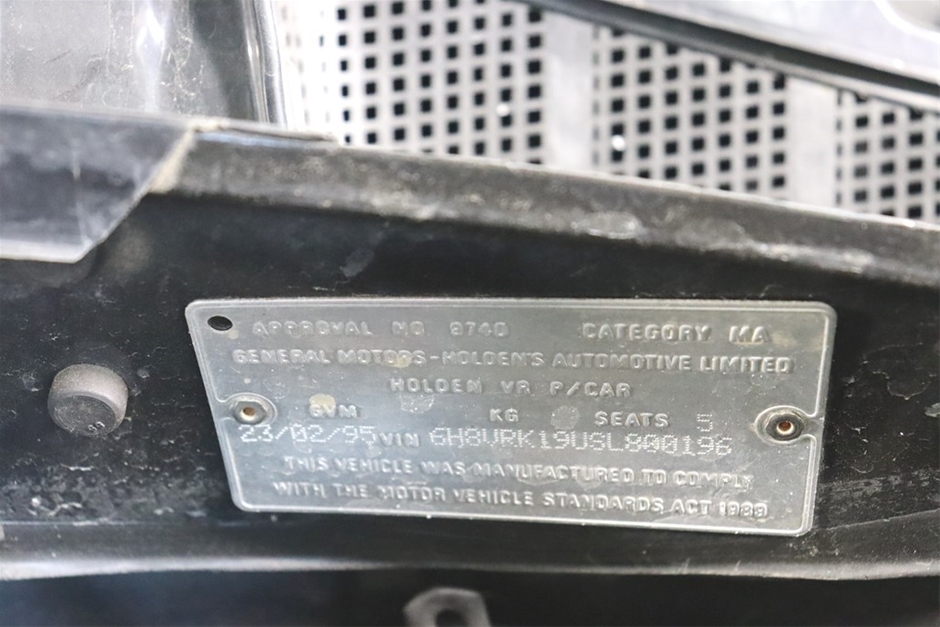 APPROVAL NO 9740 CATEGORY MA
GENERAL MOTORS-HOLDEN'S AUTOMOTIVE LIMITED
HOLDEN VR P/CAR
GVM KG SEATS 5
23/02/95 VIN 6H8VRK19USL800196
THIS VEHICLE WAS MANUFACTURED TO COMPLY
WITH THE MOTOR VEHICLE STANDARDS ACT 1989